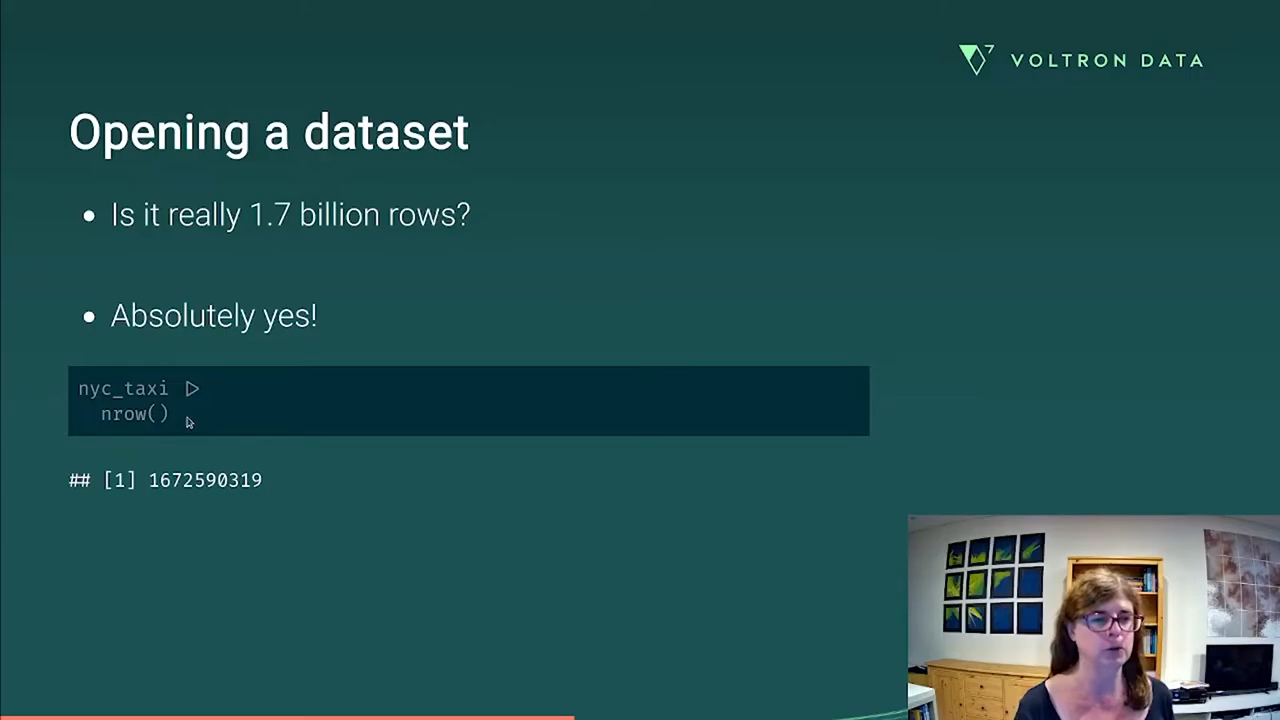 VOLTRON DATA
Opening a dataset
• Is it really 1.7 billion rows?
• Absolutely yes!
nyc_taxi |>
nrow()
## [1] 1672590319